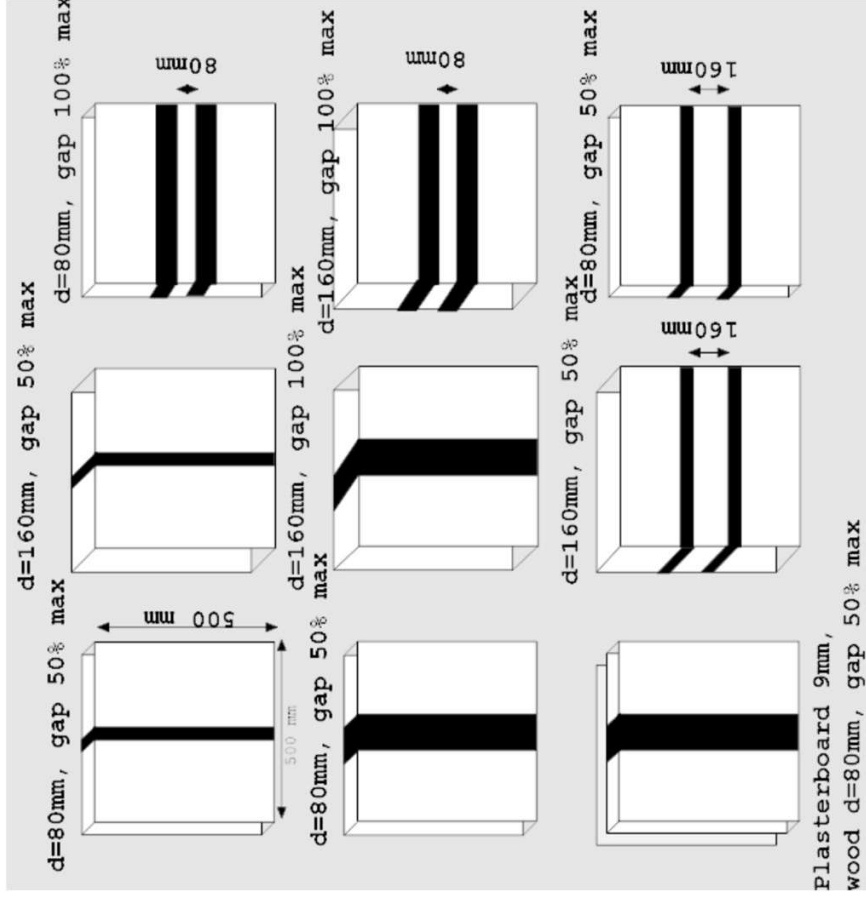 d=80mm, gap 50% max
d=160mm, gap 50% max
d=80mm, gap 100% max
500 mm
500 mm
80mm
d=80mm, gap 50% max
d=160mm, gap 100% max
d=160mm, gap 100% max
80mm
d=160mm, gap 50% max
d=80mm, gap 50% max
160mm
160mm
Plasterboard 9mm,
wood d=80mm, gap 50% max